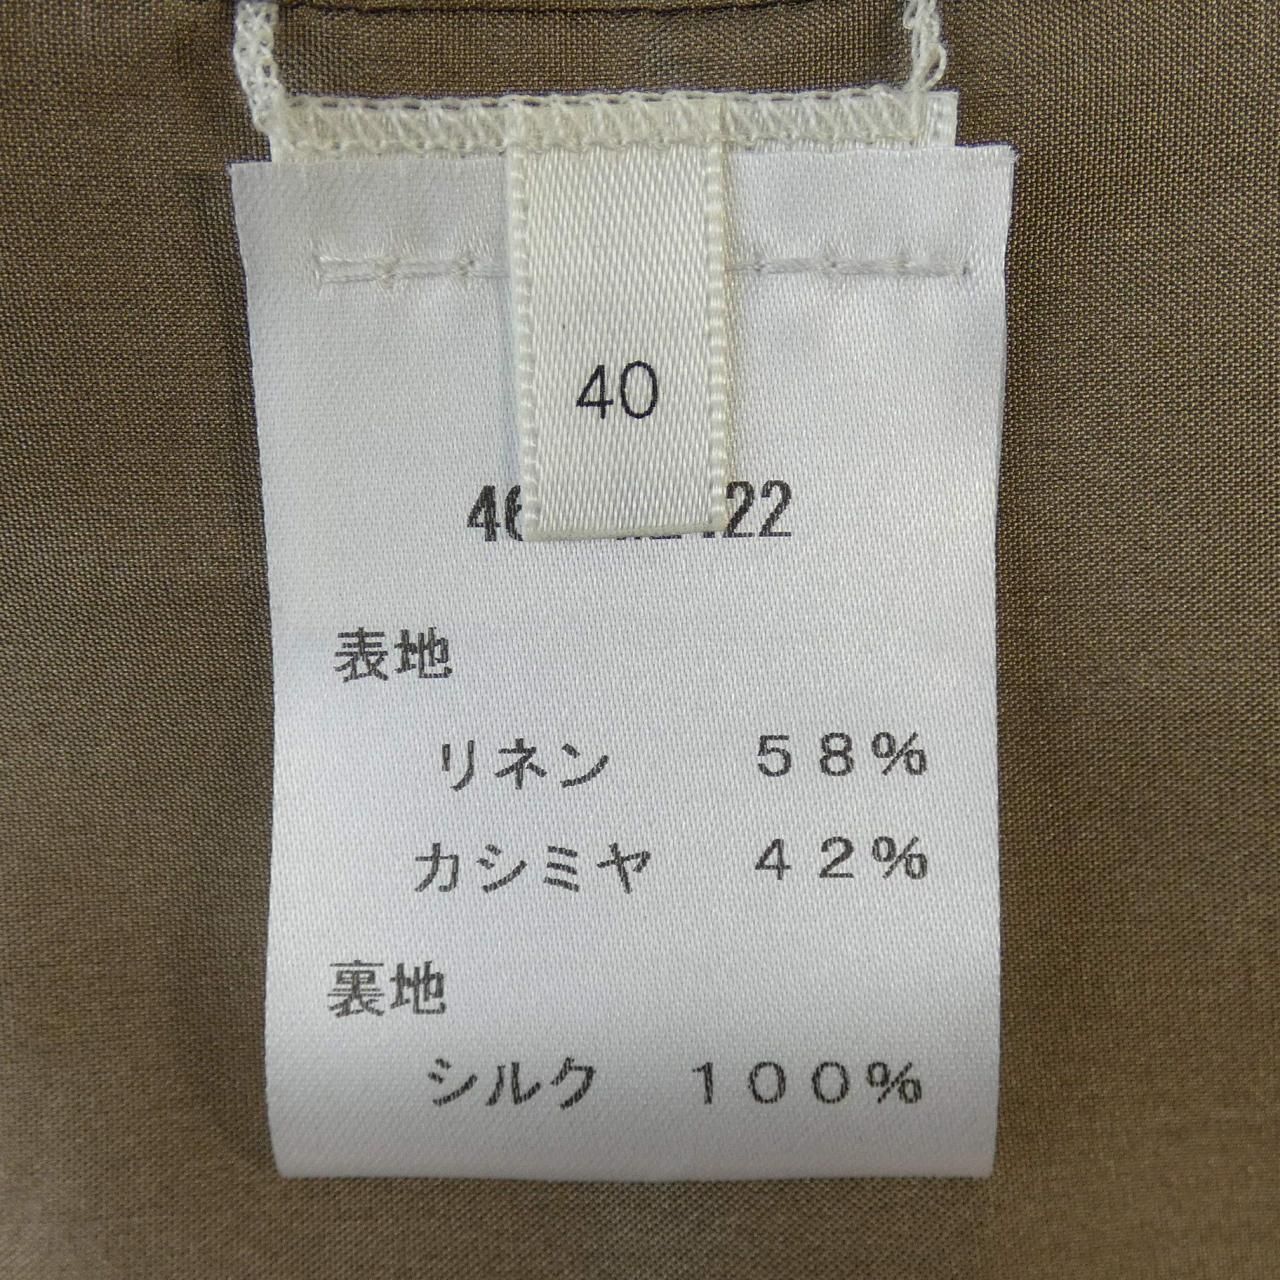 40
表地
リネン 58%
カシミヤ 42%
裏地
シルク 100%